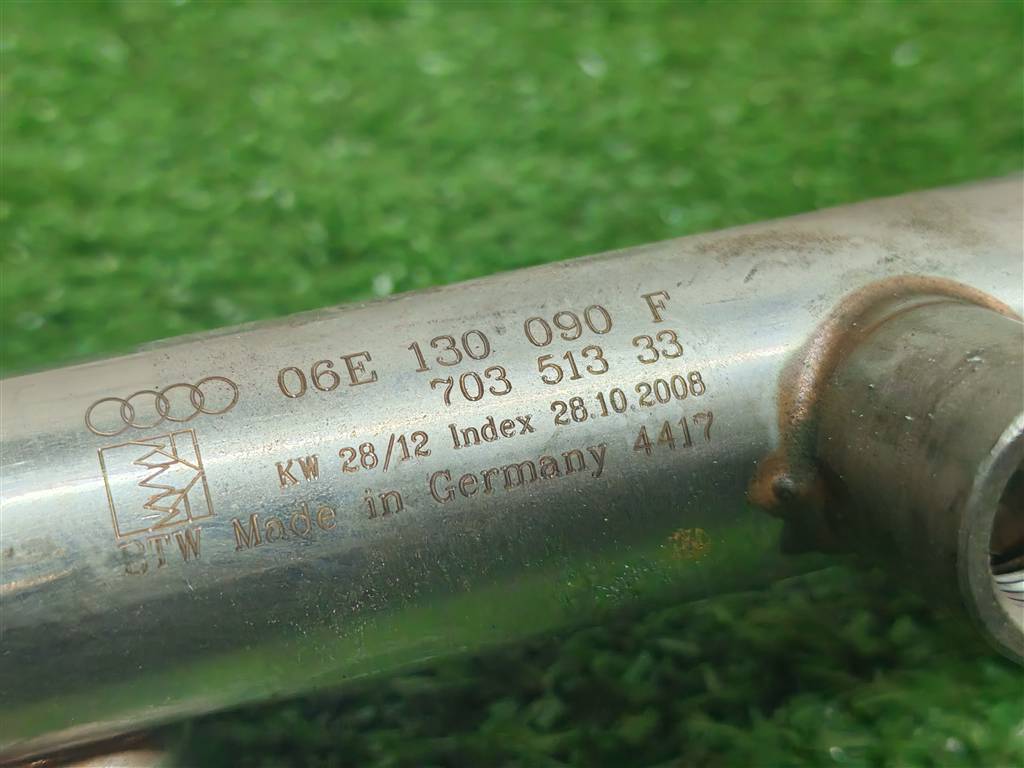 06E 130 090 F
703 513 33
KW 28/12 Index 28.10.2008
BTW Made in Germany 4417